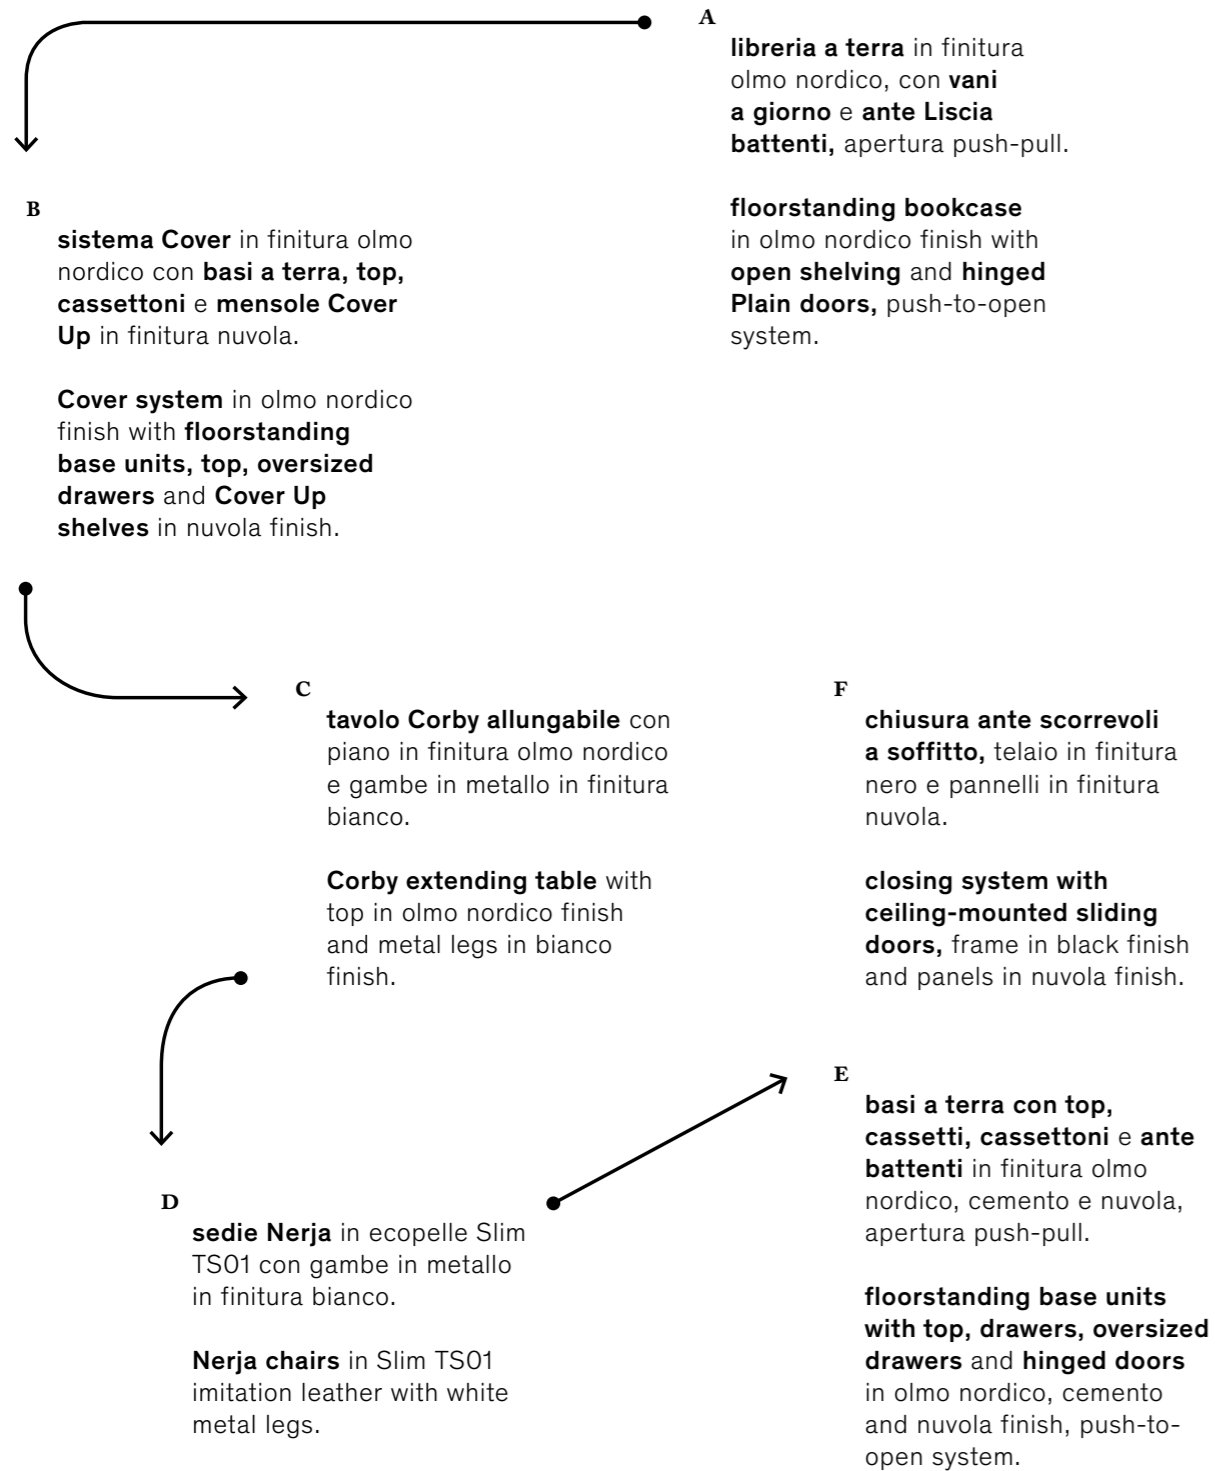 A
libreria a terra in finitura
olmo nordico, con vani
a giorno e ante Liscia
battenti, apertura push-pull.
floorstanding bookcase
in olmo nordico finish with
open shelving and hinged
Plain doors, push-to-open
system.
B
sistema Cover in finitura olmo
nordico con basi a terra, top,
cassettoni e mensole Cover
Up in finitura nuvola.
Cover system in olmo nordico
finish with floorstanding
base units, top, oversized
drawers and Cover Up
shelves in nuvola finish.
C
tavolo Corby allungabile con
piano in finitura olmo nordico
e gambe in metallo in finitura
bianco.
Corby extending table with
top in olmo nordico finish
and metal legs in bianco
finish.
D
sedie Nerja in ecopelle Slim
TS01 con gambe in metallo
in finitura bianco.
Nerja chairs in Slim TS01
imitation leather with white
metal legs.
E
basi a terra con top,
cassetti, cassettoni e ante
battenti in finitura olmo
nordico, cemento e nuvola,
apertura push-pull.
floorstanding base units
with top, drawers, oversized
drawers and hinged doors
in olmo nordico, cemento
and nuvola finish, push-to-
open system.
F
chiusura ante scorrevoli
a soffitto, telaio in finitura
nero e pannelli in finitura
nuvola.
closing system with
ceiling-mounted sliding
doors, frame in black finish
and panels in nuvola finish.